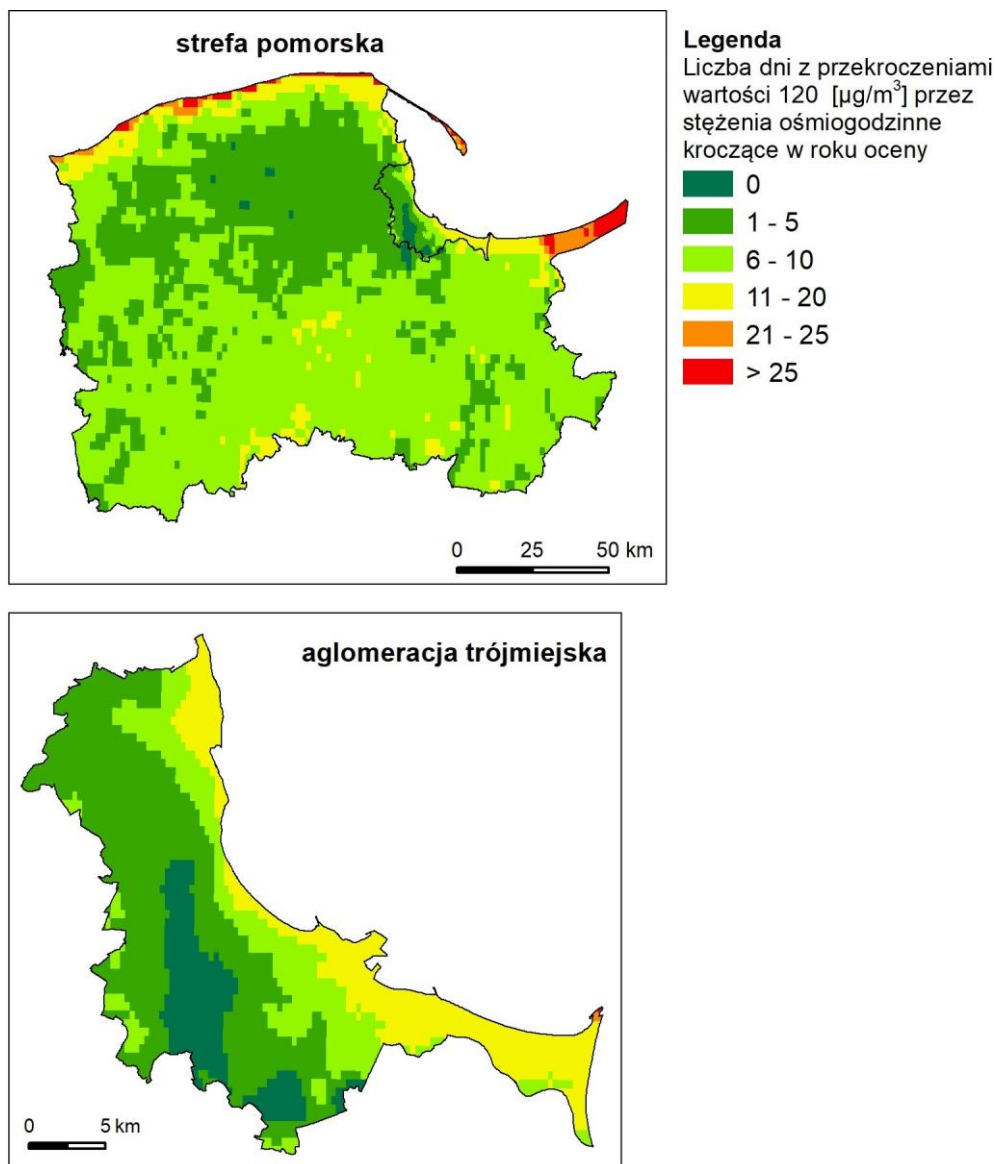 strefa pomorska
0 25 50 km
Legenda
Liczba dni z przekroczeniami
wartości 120 [µg/m³] przez
stężenia ośmiogodzinne
kroczące w roku oceny
0
1 - 5
6 - 10
11 - 20
21 - 25
> 25
aglomeracja trójmiejska
0 5 km